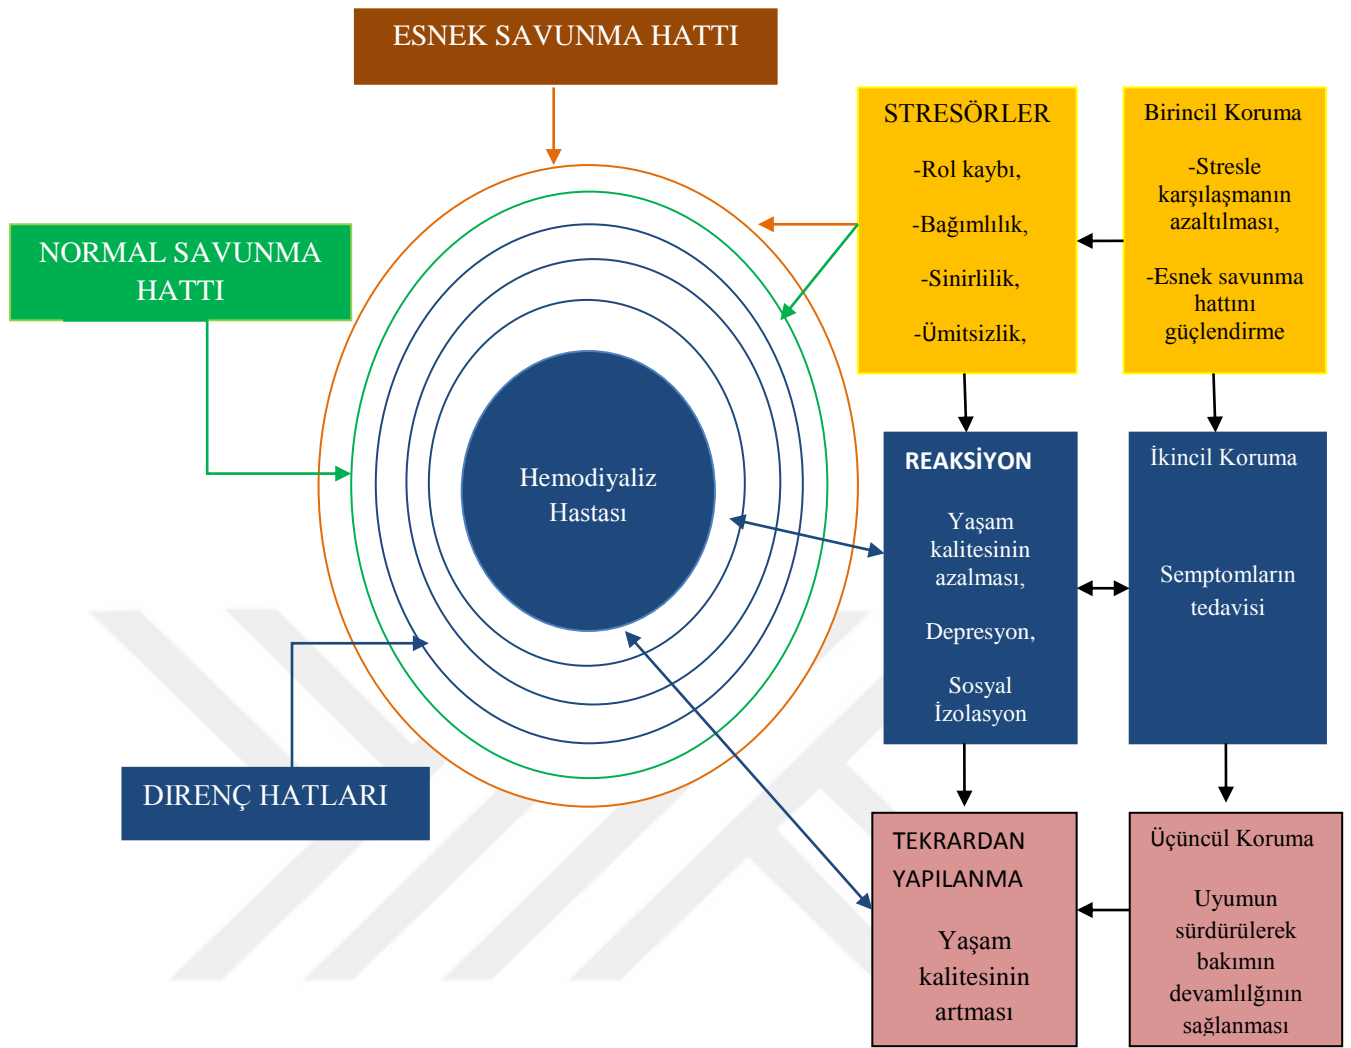 ESNEK SAVUNMA HATTI
STRESÖRLER
-Rol kaybı,
-Bağımlılık,
-Sinirlilik,
-Ümitsizlik,
Birincil Koruma
-Stresle
karşılaşmanın
azaltılması,
-Esnek savunma
hattını
güçlendirme
NORMAL SAVUNMA
HATTI
Hemodiyaliz
Hastası
REAKSİYON
Yaşam
kalitesinin
azalması,
Depresyon,
Sosyal
İzolasyon
İkincil Koruma
Semptomların
tedavisi
DIRENÇ HATLARI
TEKRARDAN
YAPILANMA
Yaşam
kalitesinin
artması
Üçüncül Koruma
Uyumun
sürdürülerek
bakımın
devamlılğının
sağlanması